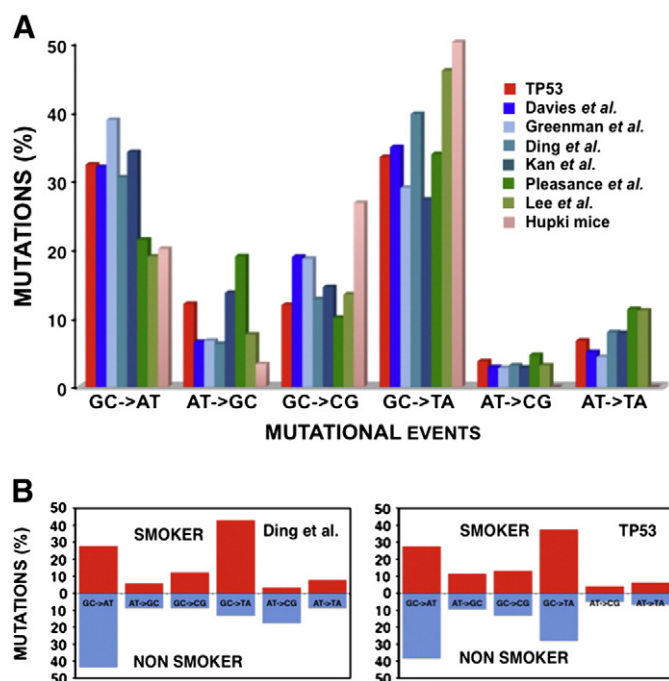 A
MUTATIONS (%)
50
40
30
20
10
0
TP53
Davies et al.
Greenman et al.
Ding et al.
Kan et al.
Pleasance et al.
Lee et al.
Hupki mice
GC->AT AT->GC GC->CG GC->TA AT->CG AT->TA
MUTATIONAL EVENTS
B
MUTATIONS (%)
50
40
30
20
10
0
10
20
30
40
50
SMOKER
Ding et al.
GC->AT AT->GC GC->CG GC->TA AT->CG AT->TA
NON SMOKER
50
40
30
20
10
0
10
20
30
40
50
SMOKER
TP53
GC->AT AT->GC GC->CG GC->TA AT->CG AT->TA
NON SMOKER